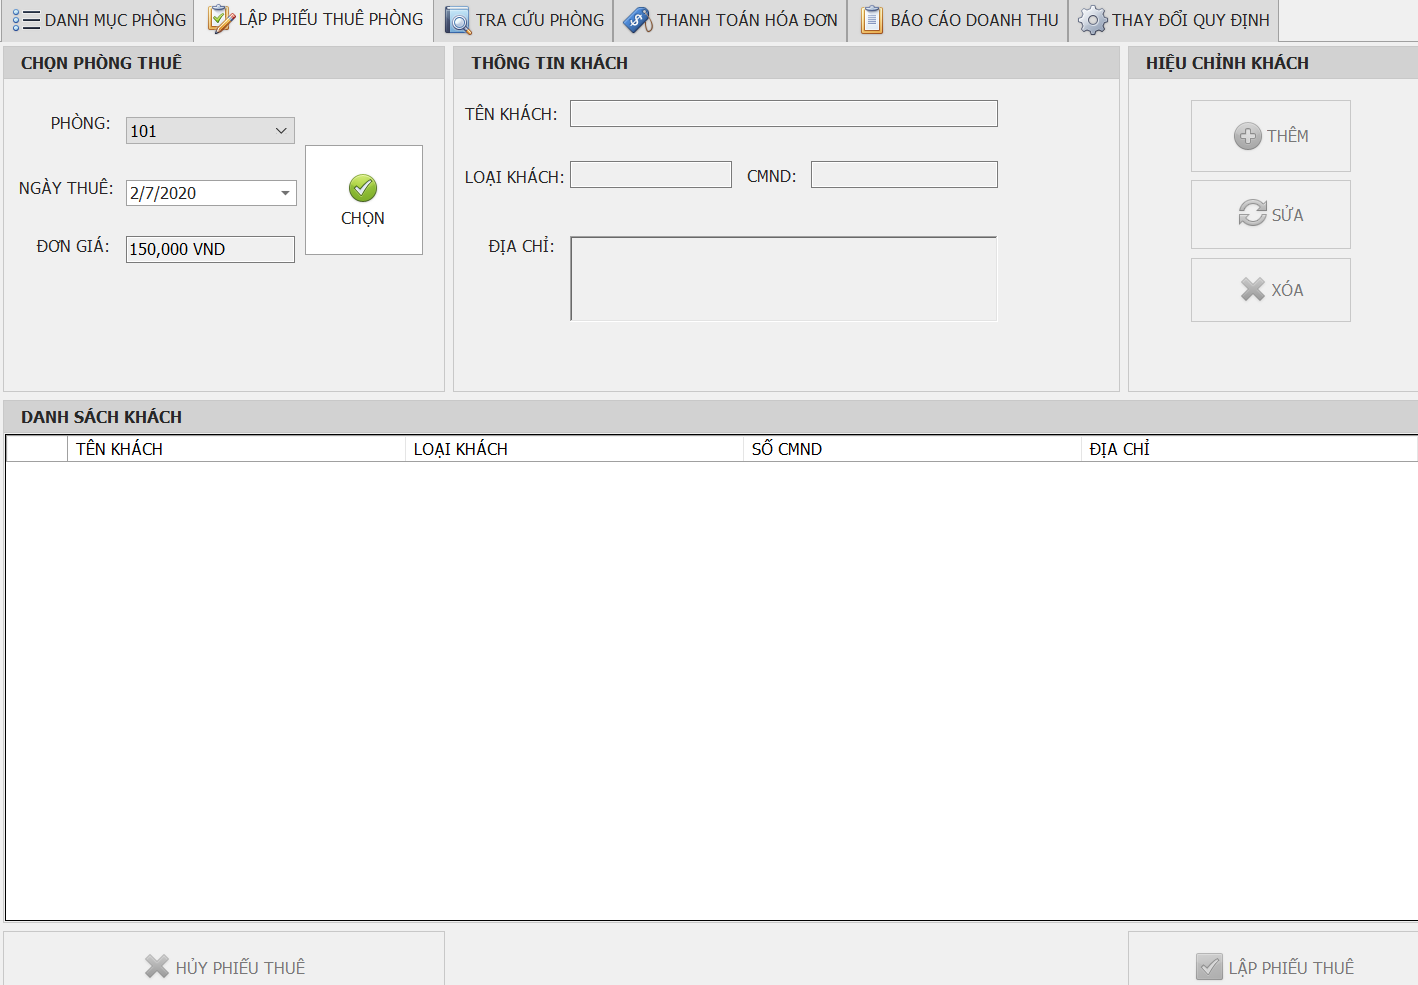 DANH MỤC PHÒNG
LẬP PHIẾU THUÊ PHÒNG
TRA CỨU PHÒNG
THANH TOÁN HÓA ĐƠN
BÁO CÁO DOANH THU
THAY ĐỔI QUY ĐỊNH
CHỌN PHÒNG THUÊ
PHÒNG: 101
NGÀY THUÊ: 2/7/2020
ĐƠN GIÁ: 150,000 VND
CHỌN
THÔNG TIN KHÁCH
TÊN KHÁCH:
LOẠI KHÁCH:
CMND:
ĐỊA CHỈ:
HIỆU CHỈNH KHÁCH
THÊM
SỬA
XÓA
DANH SÁCH KHÁCH
TÊN KHÁCH LOẠI KHÁCH SỐ CMND ĐỊA CHỈ
HỦY PHIẾU THUÊ
LẬP PHIẾU THUÊ